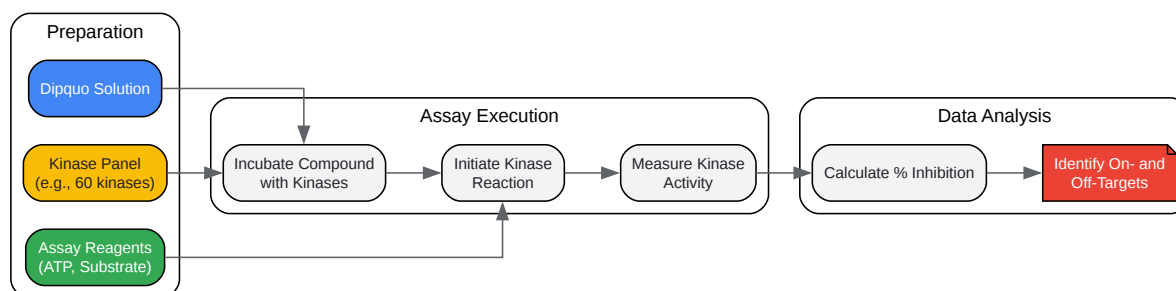 Preparation
Dipquo Solution
Kinase Panel
(e.g., 60 kinases)
Assay Reagents
(ATP, Substrate)
Assay Execution
Incubate Compound
with Kinases
Initiate Kinase
Reaction
Measure Kinase
Activity
Data Analysis
Calculate % Inhibition
Identify On- and
Off-Targets